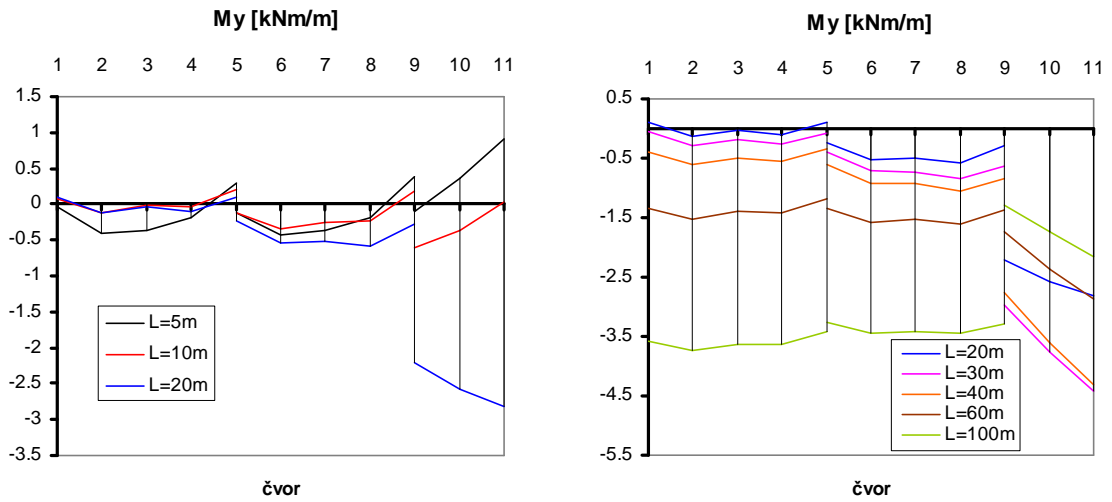 My [kNm/m]
1 2 3 4 5 6 7 8 9 10 11
1.5
1
0.5
0
-0.5
-1
-1.5
-2
-2.5
-3
-3.5
L=5m
L=10m
L=20m
čvor
My [kNm/m]
1 2 3 4 5 6 7 8 9 10 11
0.5
-0.5
-1.5
-2.5
-3.5
-4.5
-5.5
L=20m
L=30m
L=40m
L=60m
L=100m
čvor